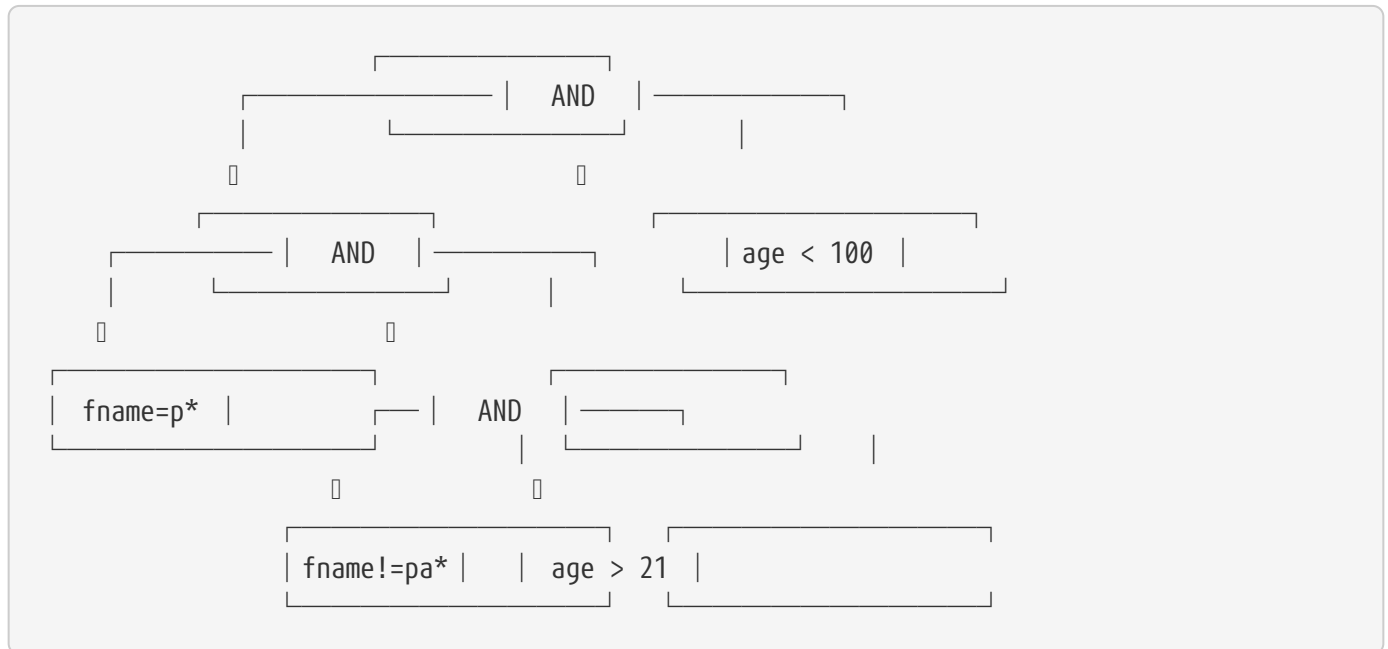 AND
AND age < 100
fname=p* AND
fname!=pa* age > 21